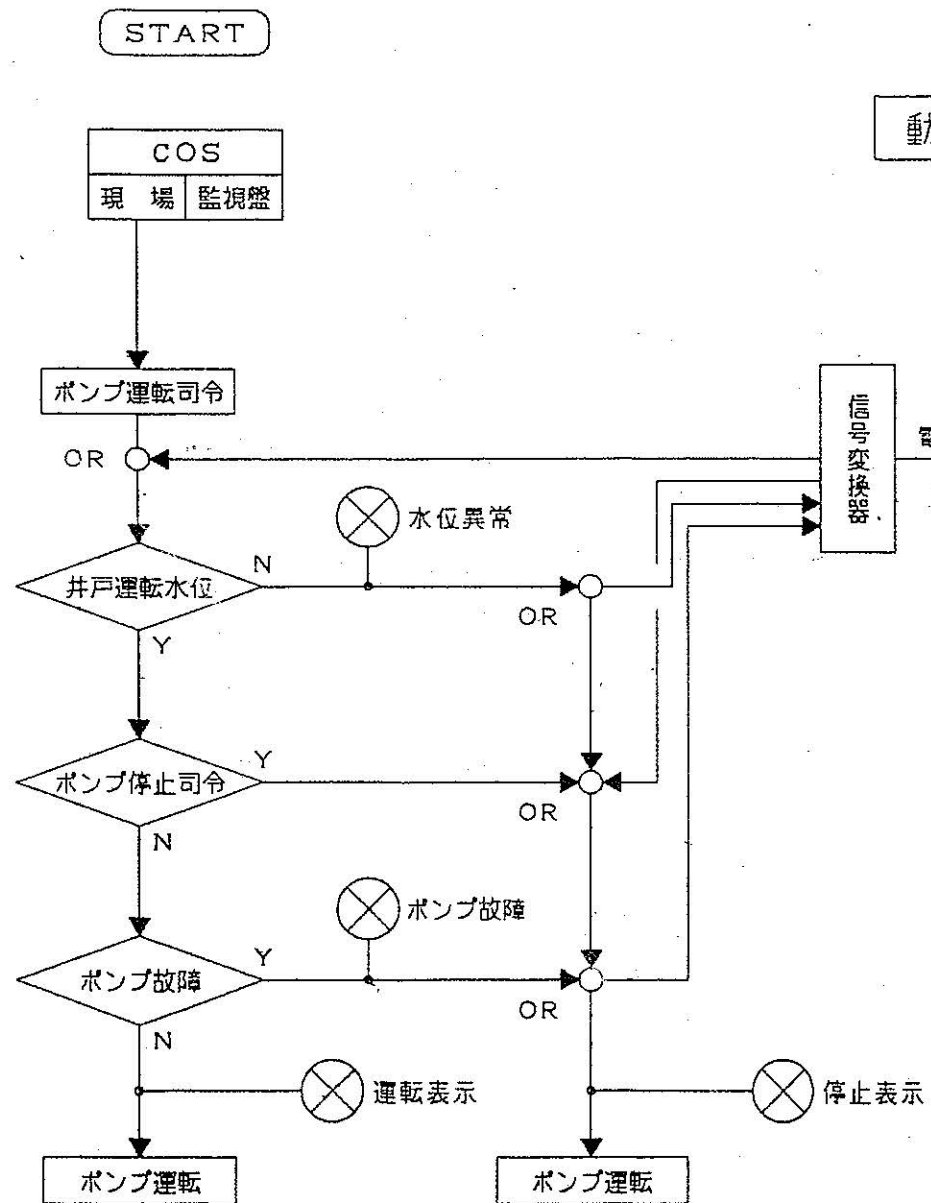 START
動
COS
現 場 監視盤
ポンプ運転司令
信号変換器
OR
水位異常
N
井戸運転水位
OR
Y
Y
ポンプ停止司令
OR
N
ポンプ故障
Y
ポンプ故障
OR
N
運転表示
停止表示
ポンプ運転
ポンプ運転